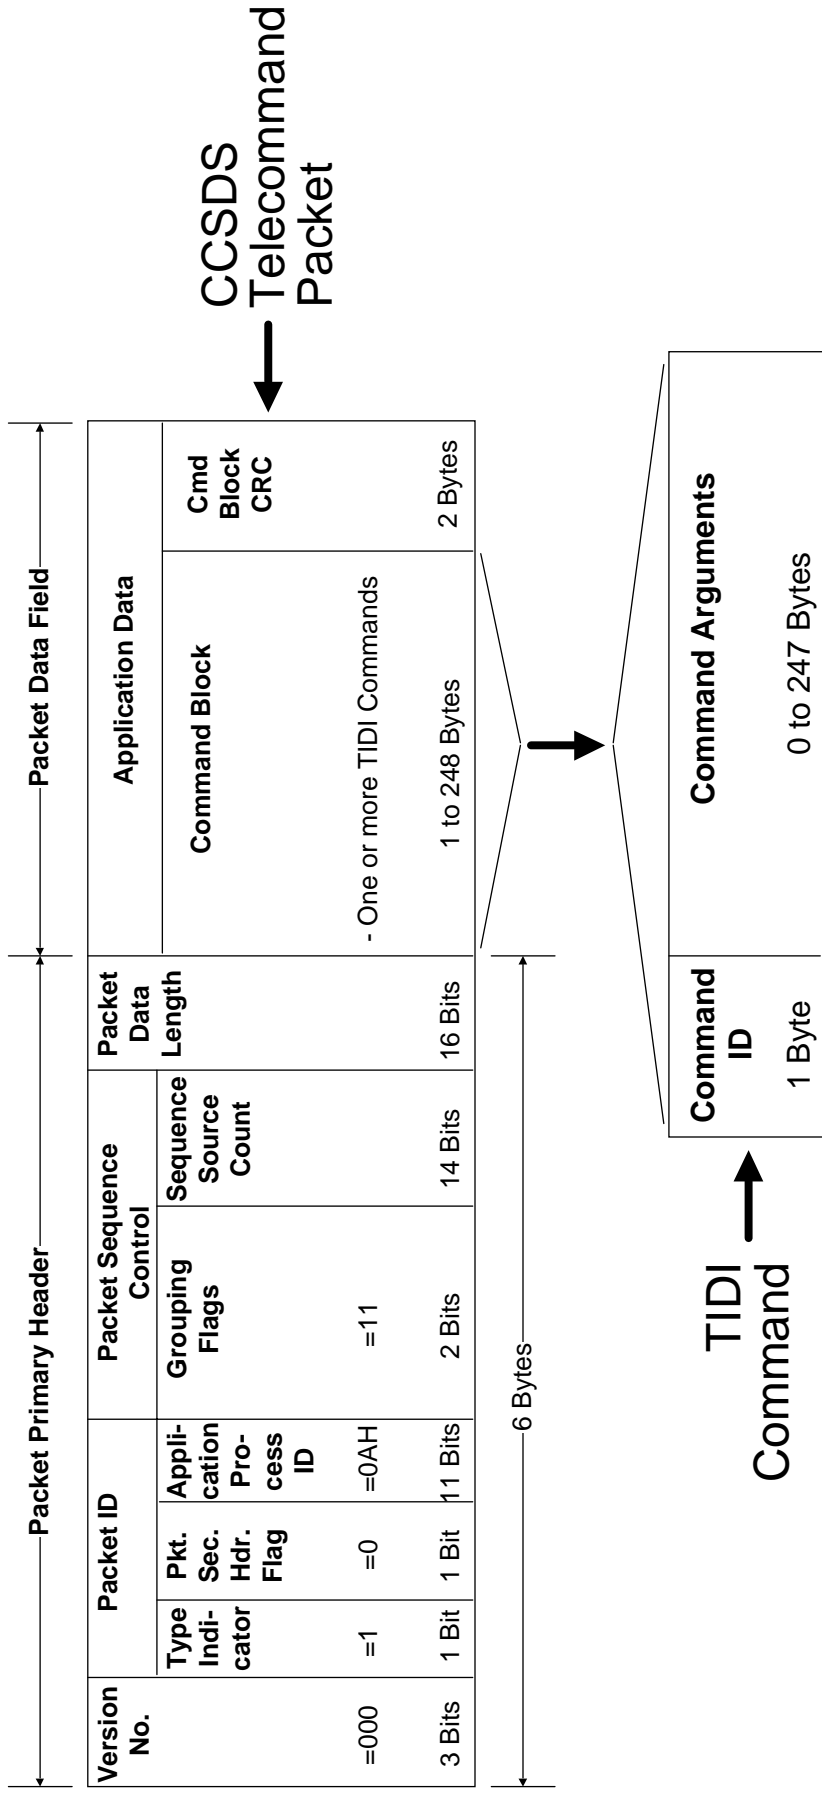 Packet Primary Header
Packet Data Field
Version
No.
=000
3 Bits
Packet ID
Type
Indi-
cator
=1
1 Bit
Pkt.
Sec.
Hdr.
Flag
=0
1 Bit
Appli-
cation
Pro-
cess
ID
=0AH
11 Bits
Packet Sequence
Control
Grouping
Flags
=11
2 Bits
Sequence
Source
Count
14 Bits
Packet
Data
Length
16 Bits
Application Data
Command Block
- One or more TIDI Commands
1 to 248 Bytes
Cmd
Block
CRC
2 Bytes
CCSDS
Telecommand
Packet
6 Bytes
TIDI
Command
Command
ID
1 Byte
Command Arguments
0 to 247 Bytes